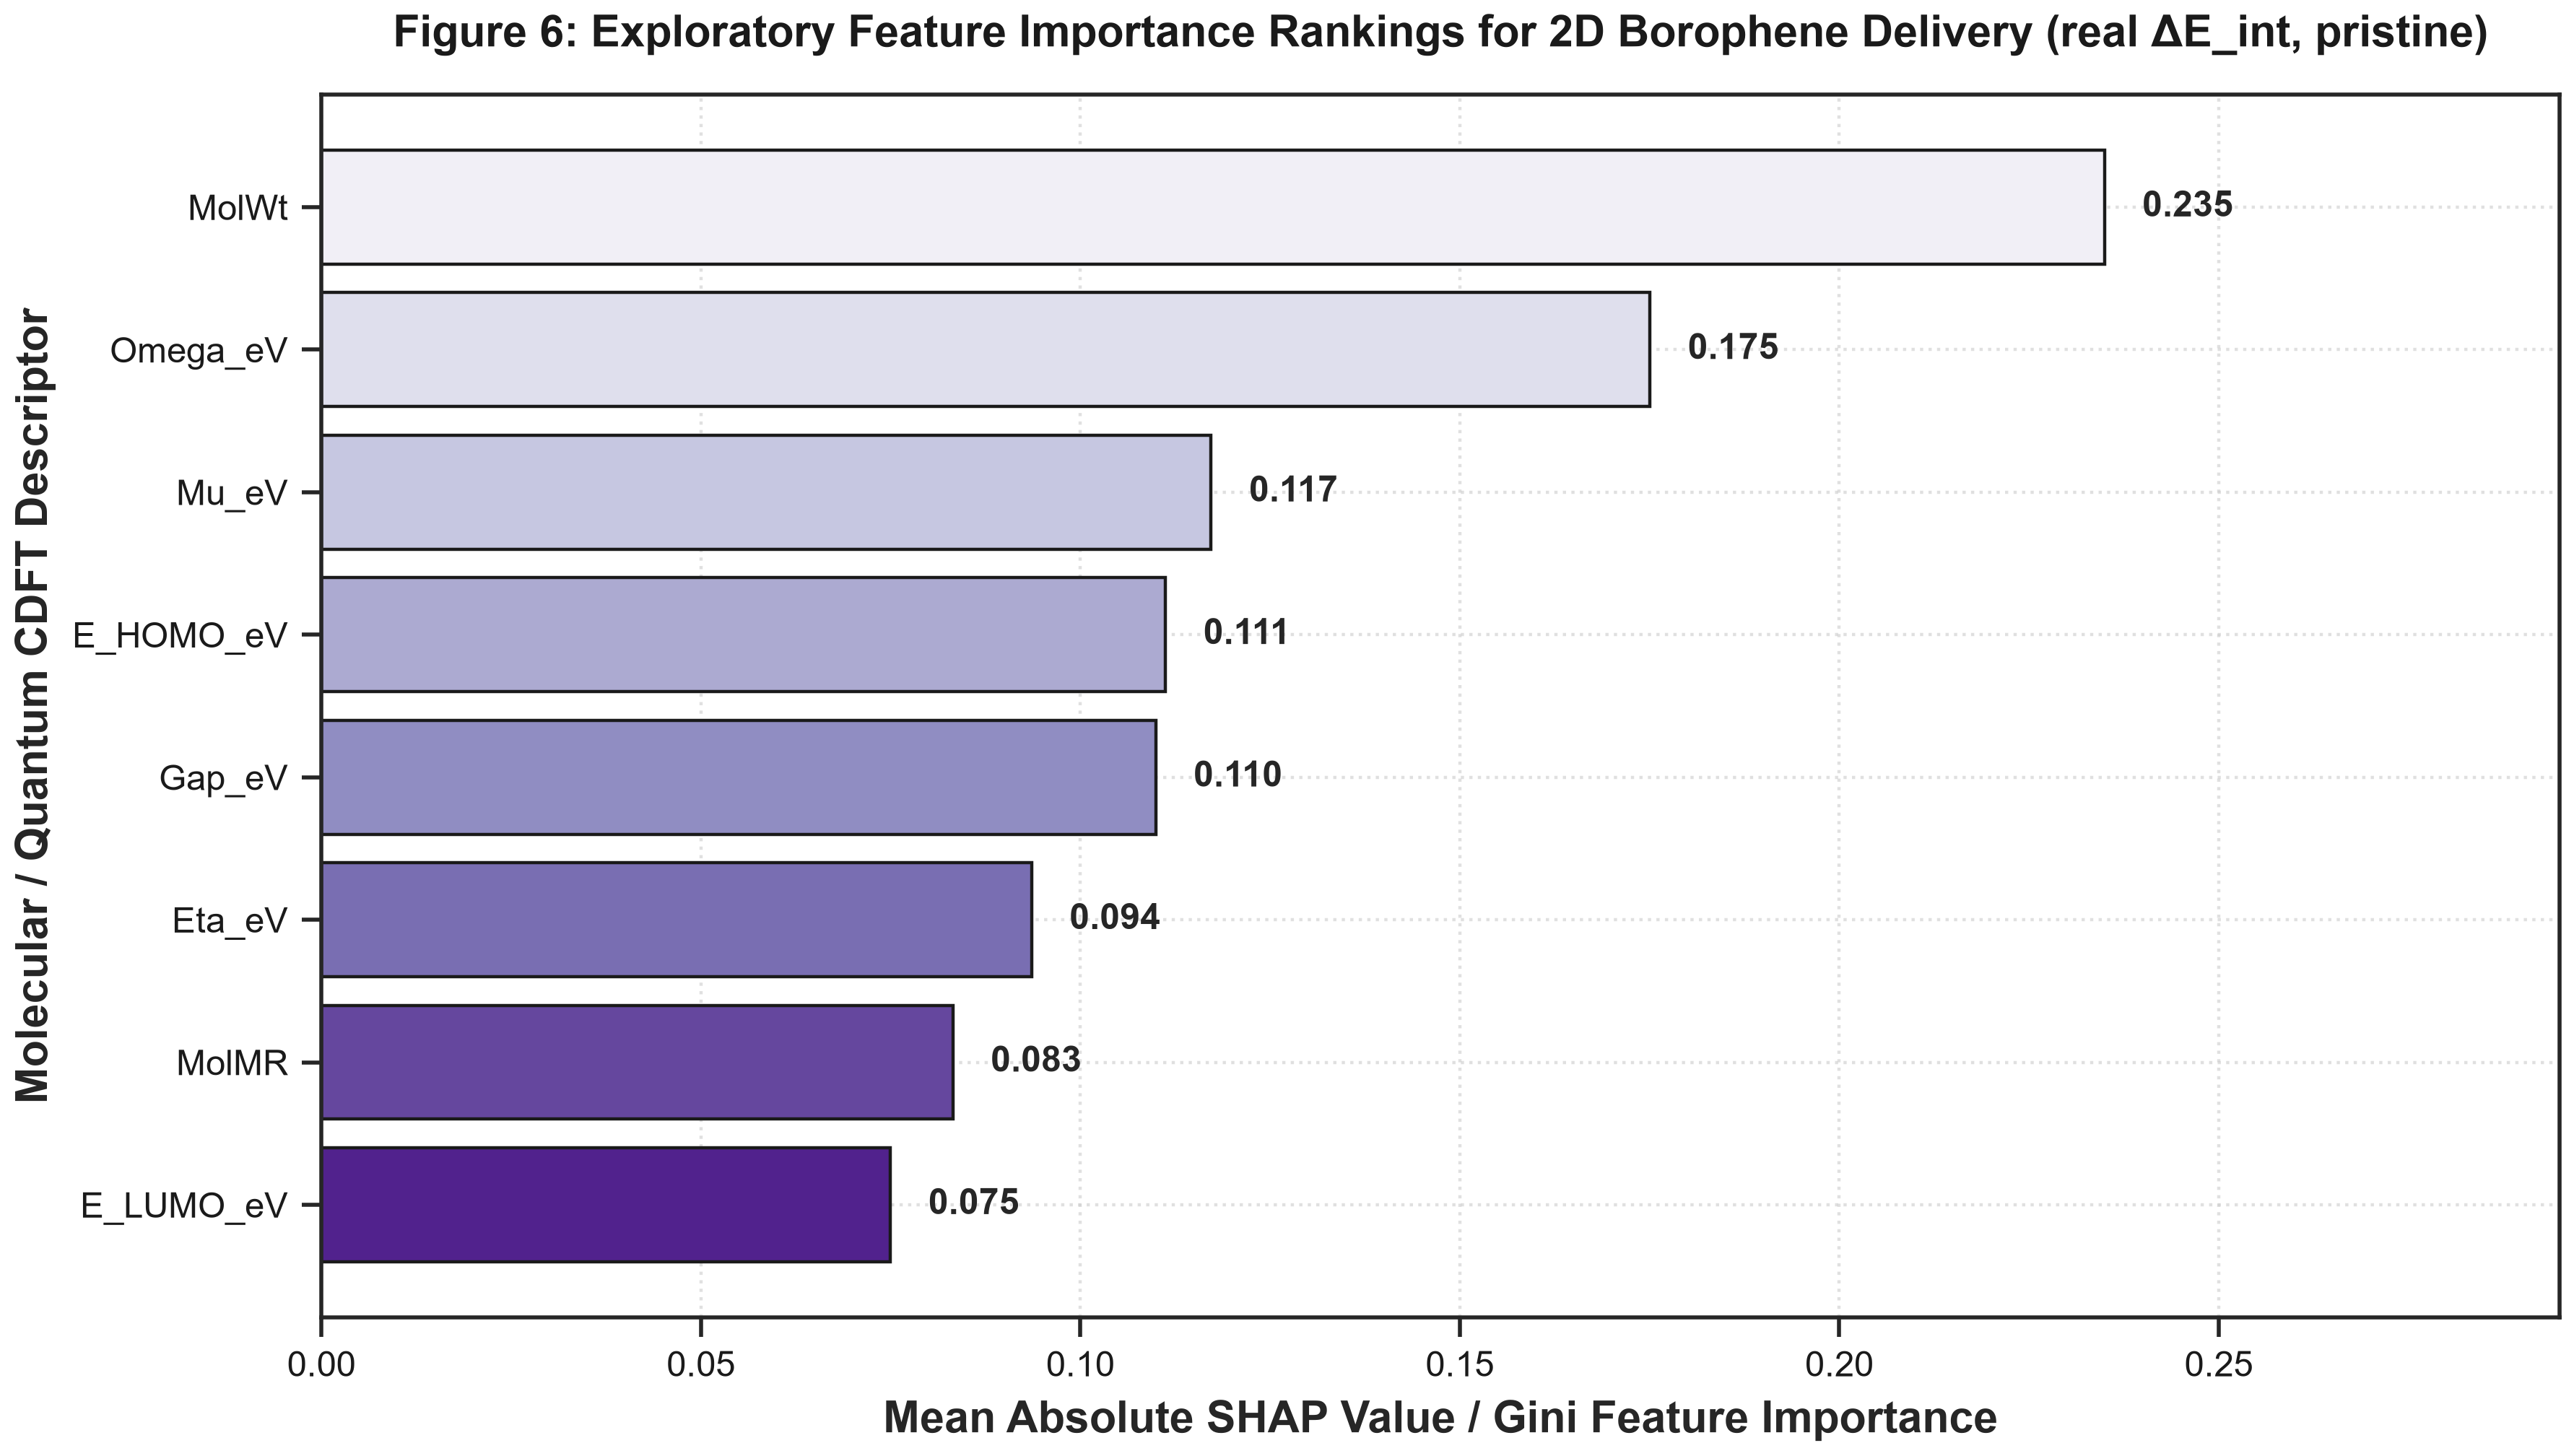 Figure 6: Exploratory Feature Importance Rankings for 2D Borophene Delivery (real ΔE_int, pristine)
Molecular / Quantum CDFT Descriptor
MolWt
0.235
Omega_eV
0.175
Mu_eV
0.117
E_HOMO_eV
0.111
Gap_eV
0.110
Eta_eV
0.094
MolMR
0.083
E_LUMO_eV
0.075
0.00 0.05 0.10 0.15 0.20 0.25
Mean Absolute SHAP Value / Gini Feature Importance